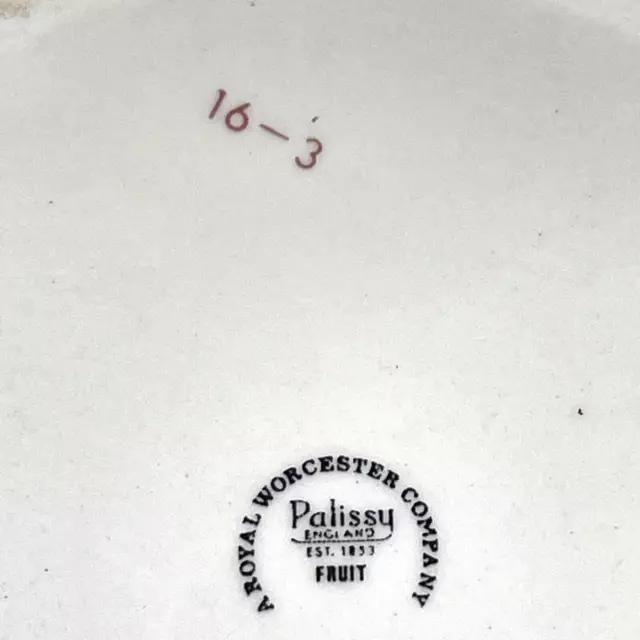 16-3
A ROYAL WORCESTER COMPANY
Palissy
ENGLAND
EST. 1853
FRUIT